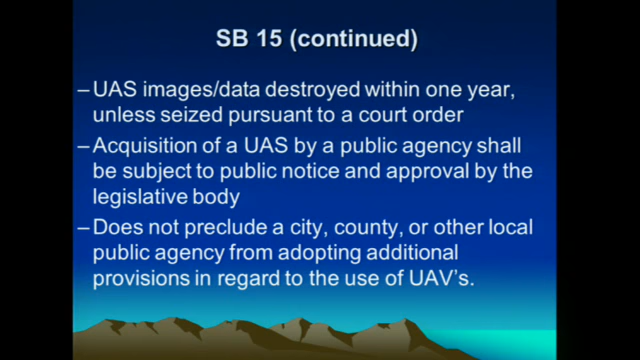 SB 15 (continued)
–UAS images/data destroyed within one year,
unless seized pursuant to a court order
–Acquisition of a UAS by a public agency shall
be subject to public notice and approval by the
legislative body
–Does not preclude a city, county, or other local
public agency from adopting additional
provisions in regard to the use of UAV's.